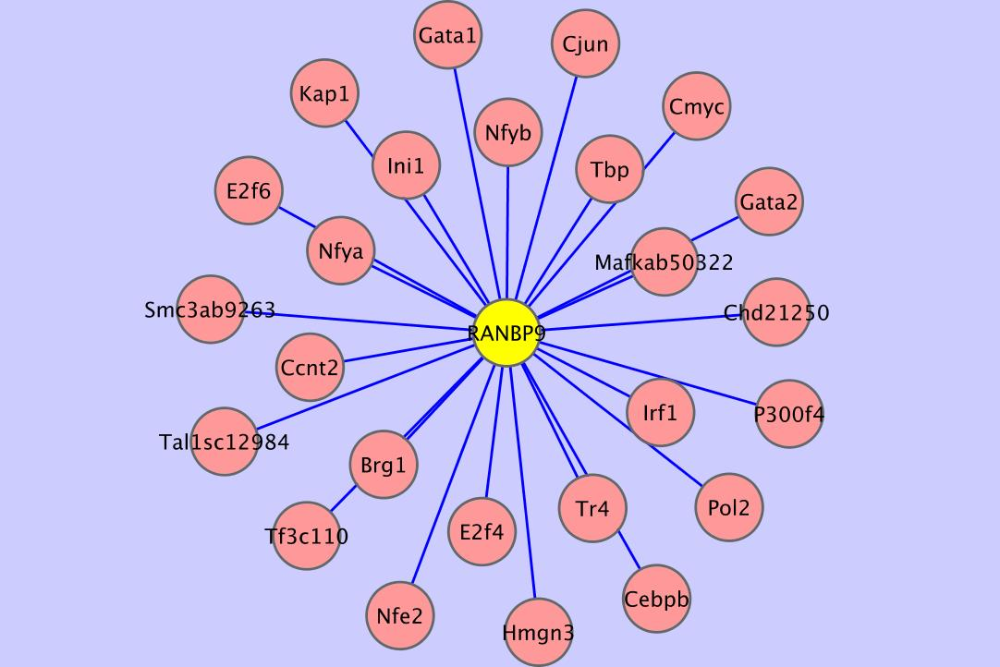 Gata1
Cjun
Kap1
Cmyc
Nfyb
Ini1
Tbp
E2f6
Gata2
Nfya
Mafkab50322
Smc3ab9263
Chd21250
RANBP9
Ccnt2
Irf1
P300f4
Tal1sc12984
Brg1
Tr4
Pol2
E2f4
Tf3c110
Cebpb
Nfe2
Hmgn3